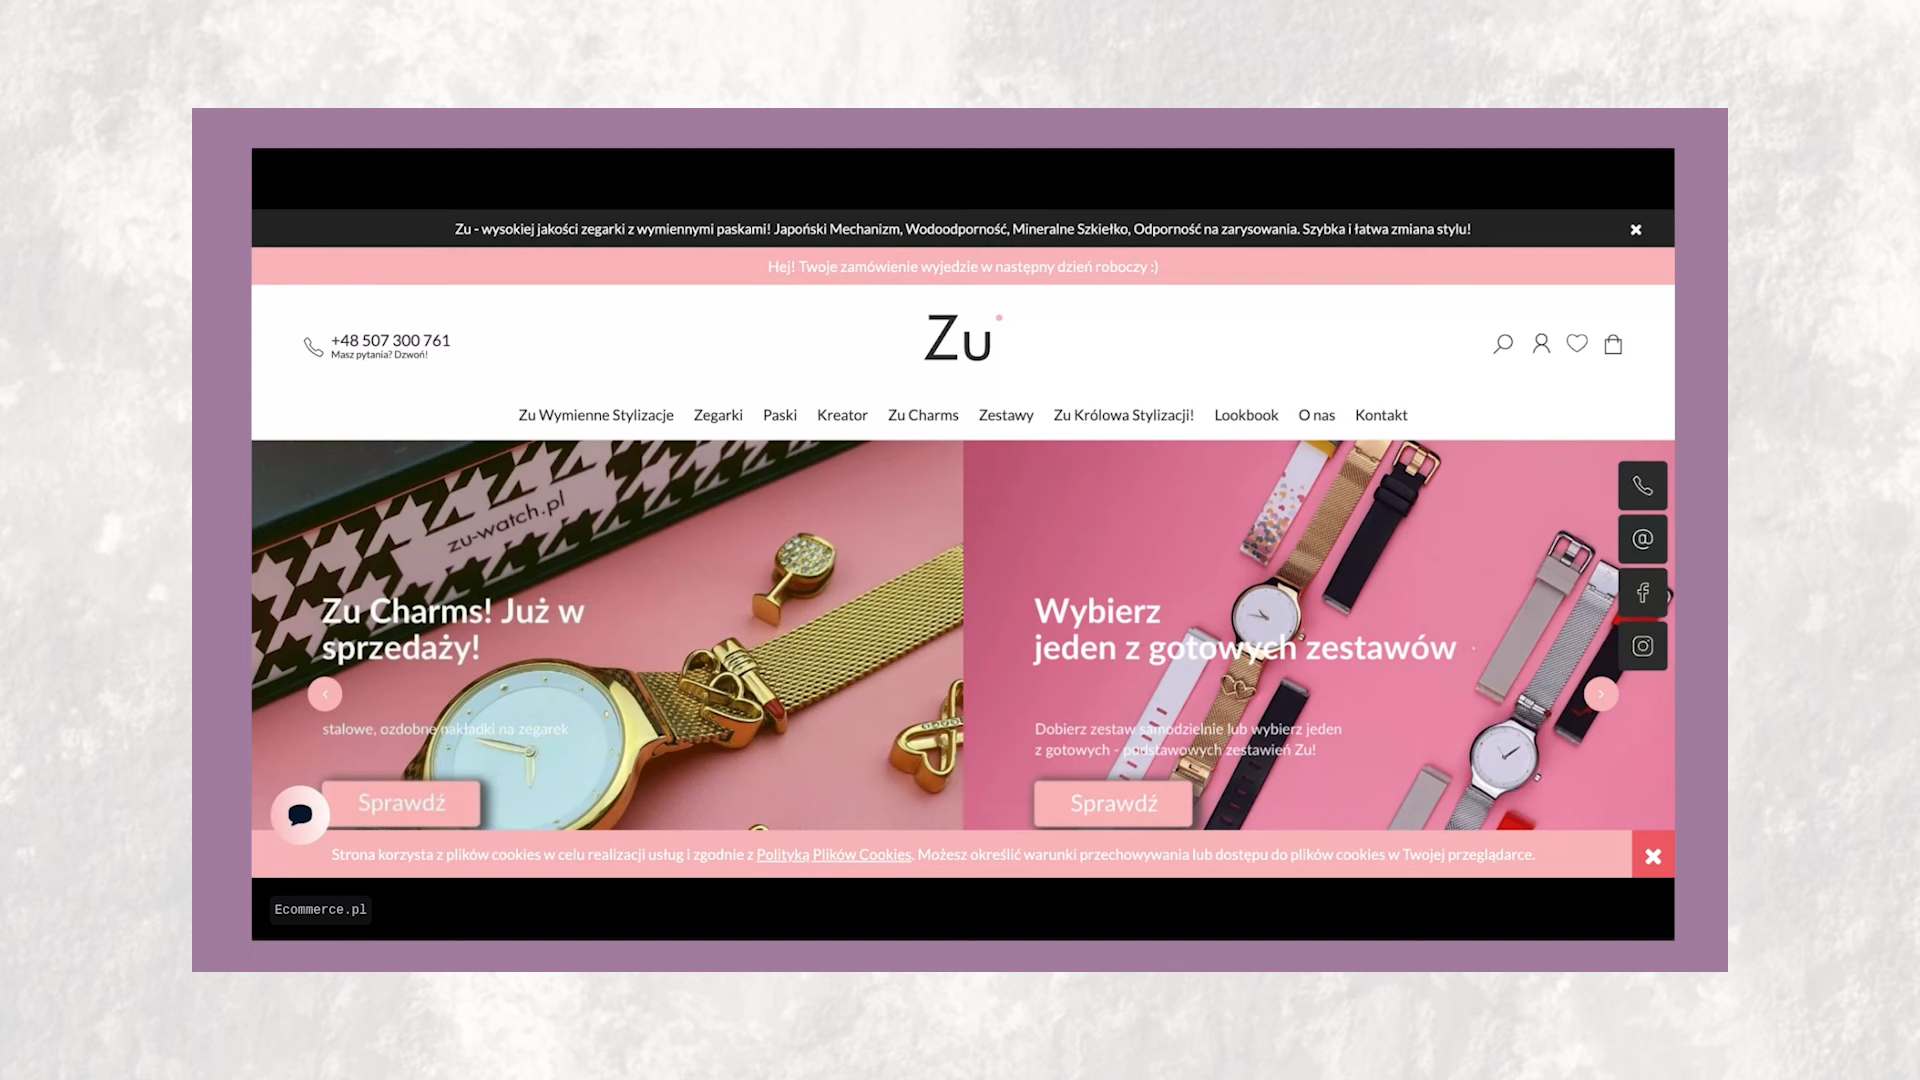 Zu - wysokiej jakości zegarki z wymiennymi paskami! Japoński Mechanizm, Wodoodporność, Mineralne Szkiełko, Odporność na zarysowania. Szybka i łatwa zmiana stylu!
Hej! Twoje zamówienie wyjedzie w następny dzień roboczy :)
+48 507 300 761
Masz pytania? Dzwoń!
Zu
Zu Wymienne Stylizacje Zegarki Paski Kreator Zu Charms Zestawy Zu Królowa Stylizacji! Lookbook O nas Kontakt
zu-watch.pl
Zu Charms! Już w
sprzedaży!
stalowe, ozdobne nakładki na zegarek
Sprawdź
Wybierz
jeden z gotowych zestawów
Dobierz zestaw samodzielnie lub wybierz jeden
z gotowych - podstawowych zestawień Zu!
Sprawdź
Strona korzysta z plików cookies w celu realizacji usług i zgodnie z Polityką Plików Cookies. Możesz określić warunki przechowywania lub dostępu do plików cookies w Twojej przeglądarce.
Ecommerce.pl